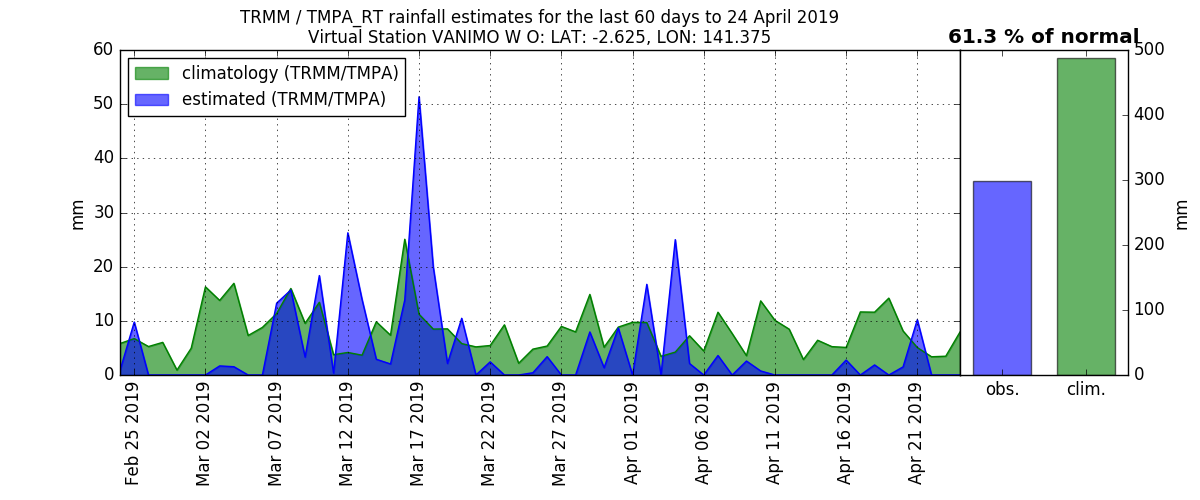 TRMM / TMPA_RT rainfall estimates for the last 60 days to 24 April 2019
Virtual Station VANIMO W O: LAT: -2.625, LON: 141.375
61.3 % of normal
climatology (TRMM/TMPA)
estimated (TRMM/TMPA)
60
50
40
30
20
10
0
mm
Feb 25 2019
Mar 02 2019
Mar 07 2019
Mar 12 2019
Mar 17 2019
Mar 22 2019
Mar 27 2019
Apr 01 2019
Apr 06 2019
Apr 11 2019
Apr 16 2019
Apr 21 2019
500
400
300
200
100
0
mm
obs.
clim.